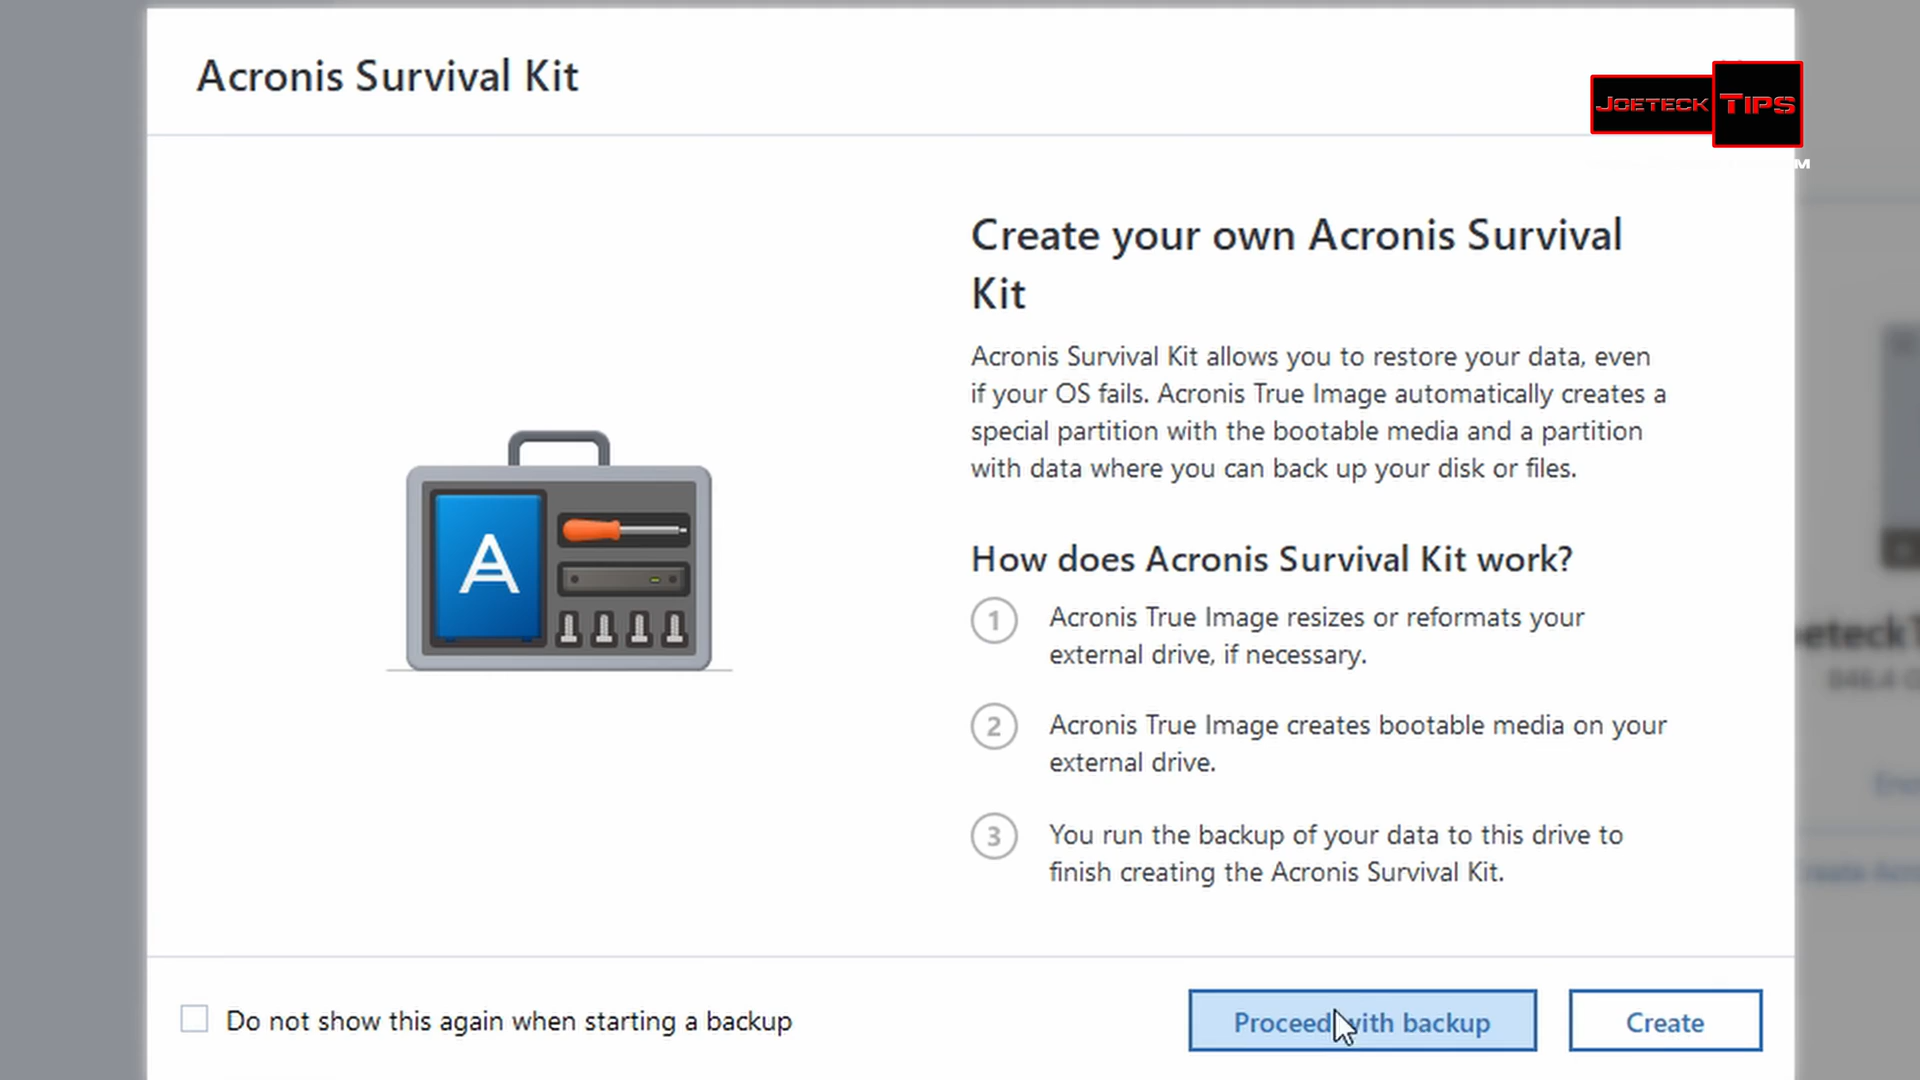 Acronis Survival Kit
JOETECK TIPS
M
Create your own Acronis Survival
Kit
Acronis Survival Kit allows you to restore your data, even
if your OS fails. Acronis True Image automatically creates a
special partition with the bootable media and a partition
with data where you can back up your disk or files.
How does Acronis Survival Kit work?
1 Acronis True Image resizes or reformats your
external drive, if necessary.
2 Acronis True Image creates bootable media on your
external drive.
3 You run the backup of your data to this drive to
finish creating the Acronis Survival Kit.
Do not show this again when starting a backup
Proceed with backup
Create